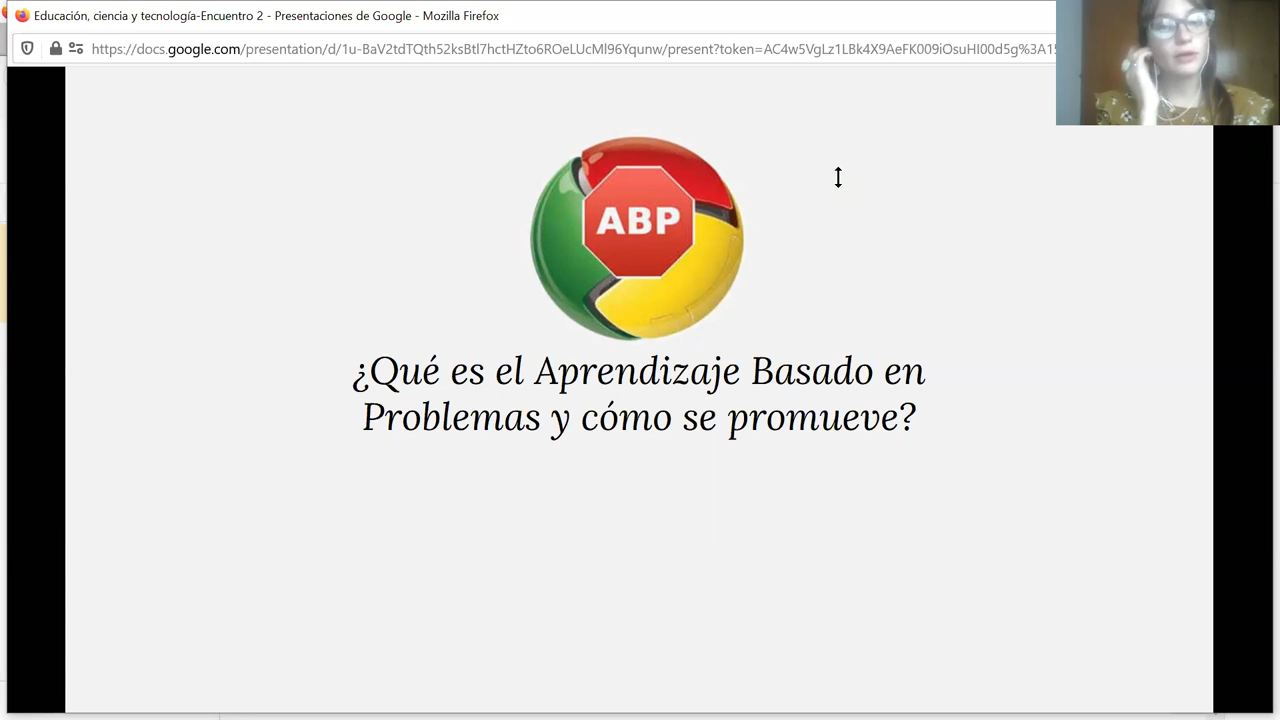 Educación, ciencia y tecnología-Encuentro 2 - Presentaciones de Google - Mozilla Firefox
https://docs.google.com/presentation/d/1u-BaV2tdTQth52ksBtl7hctHZto6ROeLUcMl96Yqunw/present?token=AC4w5VgLz1LBk4X9AeFK009iOsuHI00d5g%3A15
ABP
¿Qué es el Aprendizaje Basado en
Problemas y cómo se promueve?